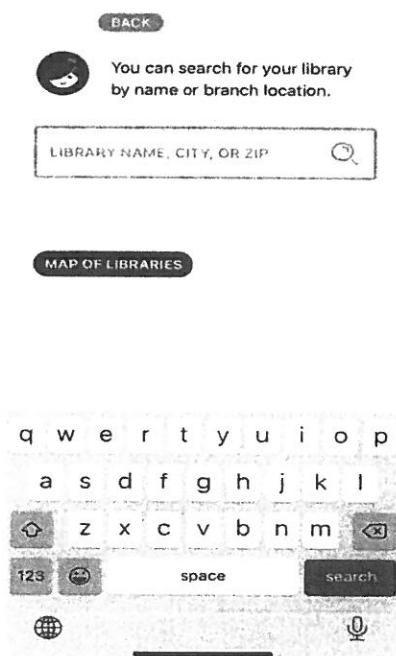 BACK
You can search for your library
by name or branch location.
LIBRARY NAME, CITY, OR ZIP
MAP OF LIBRARIES
q w e r t y u i o p
a s d f g h j k l
z x c v b n m
123 space search